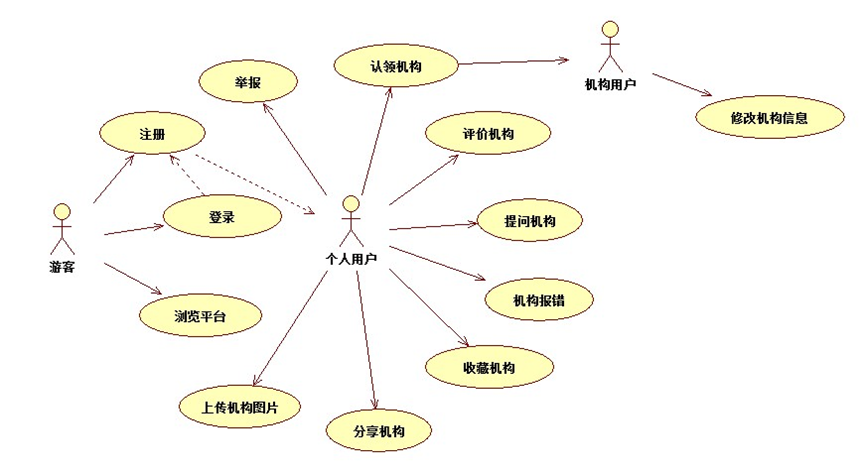 认领机构
举报
机构用户
修改机构信息
注册
评价机构
登录
提问机构
游客
个人用户
机构报错
浏览平台
收藏机构
上传机构图片
分享机构